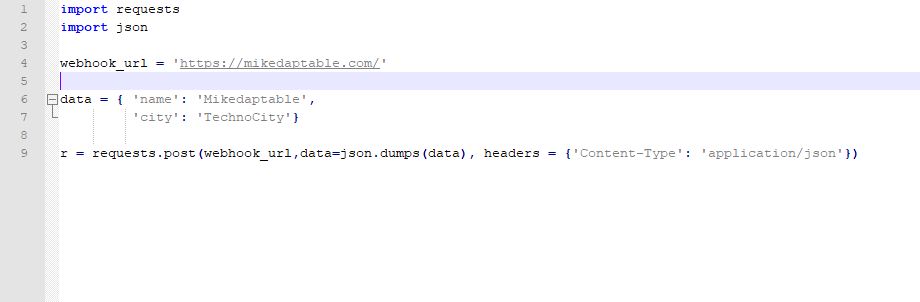 1 import requests
2 import json
3
4 webhook_url = 'https://mikedaptable.com/'
5
6 data = { 'name': 'Mikedaptable',
7 'city': 'TechnoCity'}
8
9 r = requests.post(webhook_url,data=json.dumps(data), headers = {'Content-Type': 'application/json'})